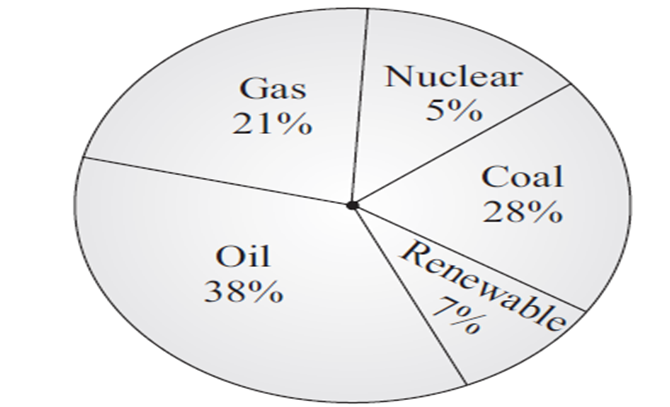 Gas
21%
Nuclear
5%
Coal
28%
Renewable
7%
Oil
38%